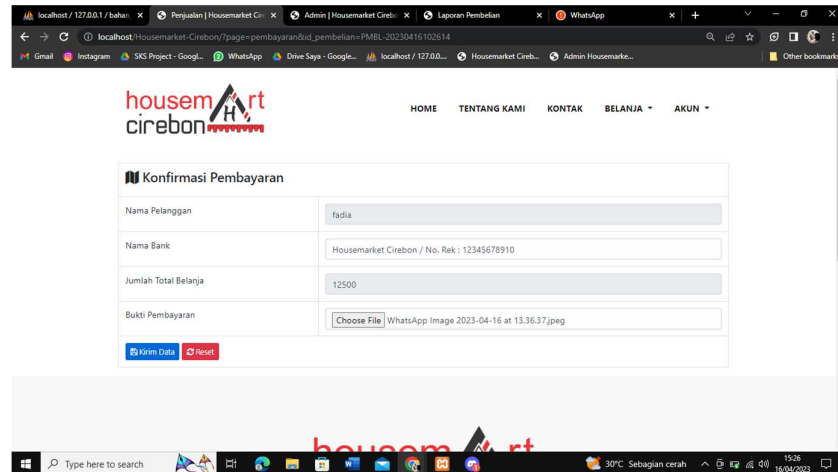 localhost / 127.0.0.1 / bahan_
Penjualan | Housemarket Cir
Admin | Housemarket Cirebo
Laporan Pembelian
WhatsApp
localhost/Housemarket-Cirebon/?page=pembayaran&id_pembelian=PMBL-20230416102614
Gmail
Instagram
SKS Project - Googl...
WhatsApp
Drive Saya - Google...
localhost / 127.0.0....
Housemarket Cireb...
Admin Housemarke...
Other bookmarks
housem rt
H
cirebon
HOME
TENTANG KAMI
KONTAK
BELANJA
AKUN
Konfirmasi Pembayaran
Nama Pelanggan
fadia
Nama Bank
Housemarket Cirebon / No. Rek : 12345678910
Jumlah Total Belanja
12500
Bukti Pembayaran
Choose File WhatsApp Image 2023-04-16 at 13.36.37.jpeg
Kirim Data
Reset
housem rt
Type here to search
30°C Sebagian cerah
15:26
16/04/2023